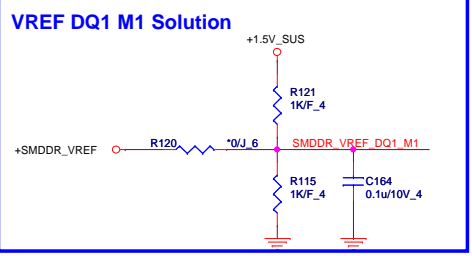 VREF DQ1 M1 Solution
+1.5V_SUS
R121
1K/F_4
+SMDDR_VREF
R120
*0/J_6
SMDDR_VREF_DQ1_M1
R115
1K/F_4
C164
0.1u/10V_4